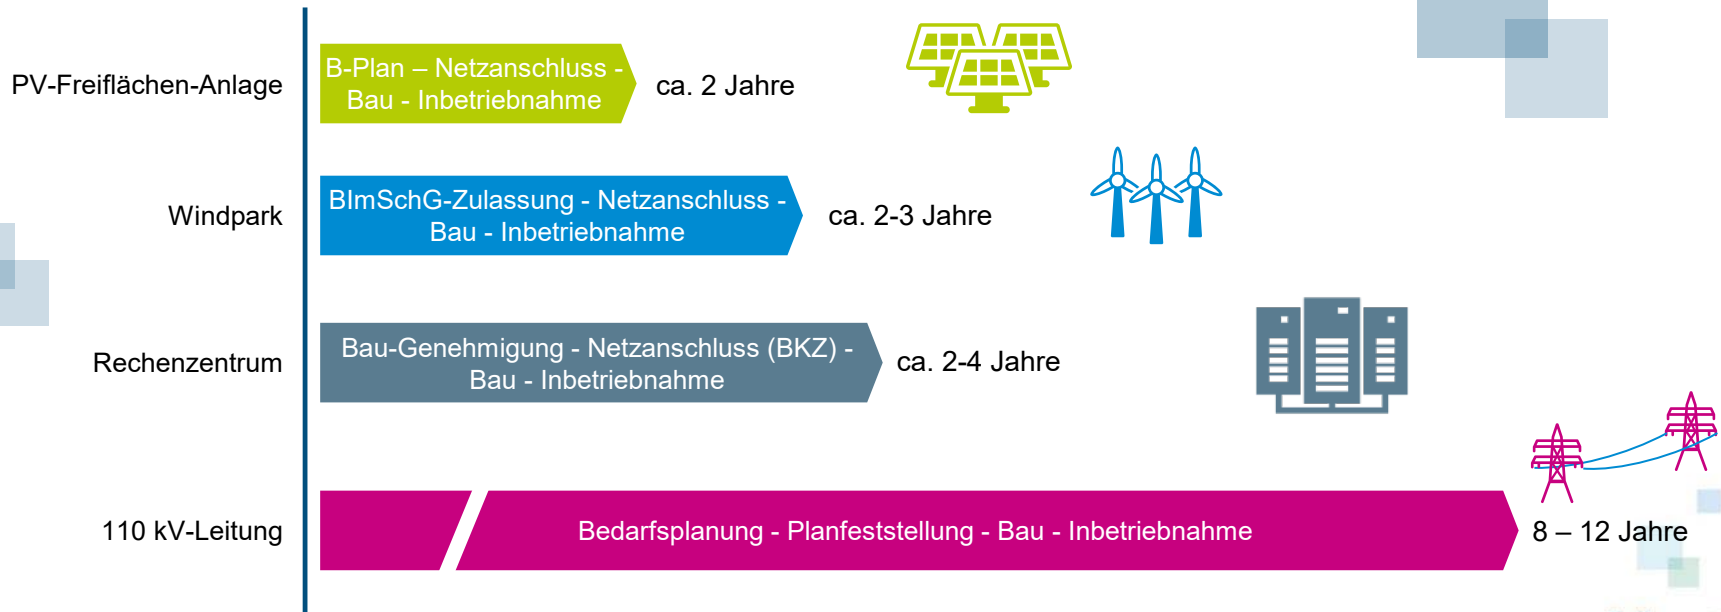 PV-Freiflächen-Anlage
B-Plan – Netzanschluss -
Bau - Inbetriebnahme
ca. 2 Jahre
Windpark
BImSchG-Zulassung - Netzanschluss -
Bau - Inbetriebnahme
ca. 2-3 Jahre
Rechenzentrum
Bau-Genehmigung - Netzanschluss (BKZ) -
Bau - Inbetriebnahme
ca. 2-4 Jahre
110 kV-Leitung
Bedarfsplanung - Planfeststellung - Bau - Inbetriebnahme
8 – 12 Jahre